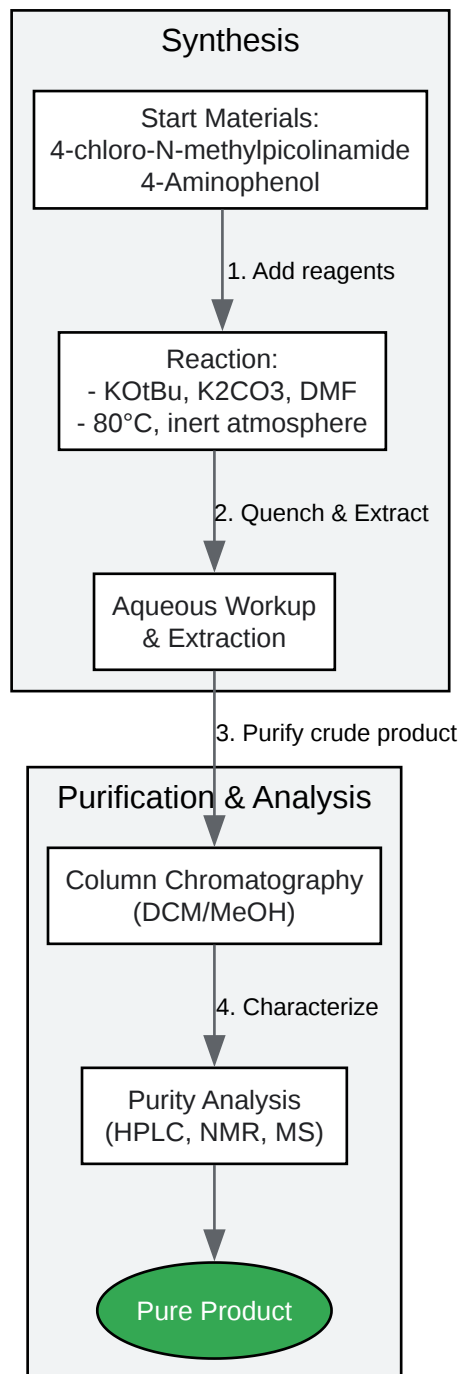 Synthesis
Start Materials:
4-chloro-N-methylpicolinamide
4-Aminophenol
1. Add reagents
Reaction:
- KOtBu, K2CO3, DMF
- 80°C, inert atmosphere
2. Quench & Extract
Aqueous Workup
& Extraction
3. Purify crude product
Purification & Analysis
Column Chromatography
(DCM/MeOH)
4. Characterize
Purity Analysis
(HPLC, NMR, MS)
Pure Product